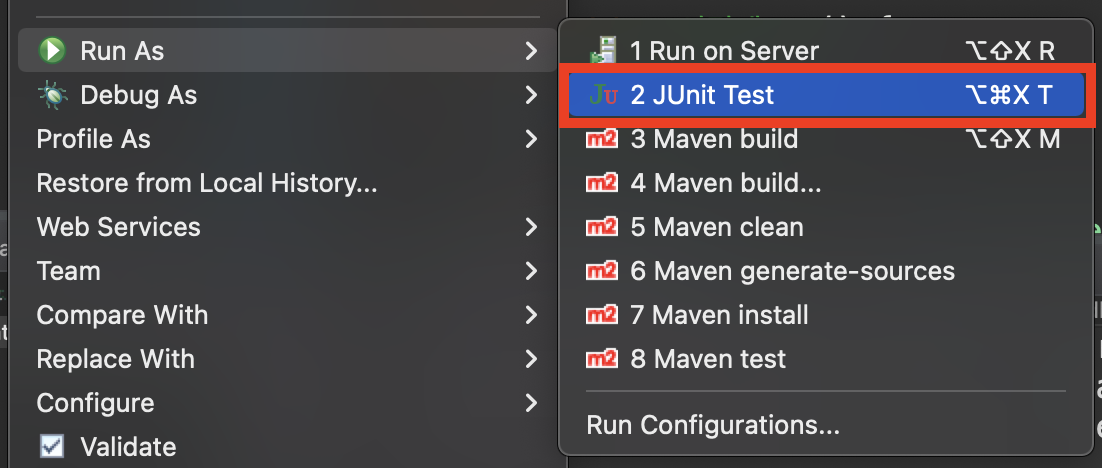 Run As
Debug As
Profile As
Restore from Local History...
Web Services
Team
Compare With
Replace With
Configure
Validate
1 Run on Server ⌥⇧X R
JU 2 JUnit Test ⌥⌘X T
m2 3 Maven build ⌥⇧X M
m2 4 Maven build...
m2 5 Maven clean
m2 6 Maven generate-sources
m2 7 Maven install
m2 8 Maven test
Run Configurations...